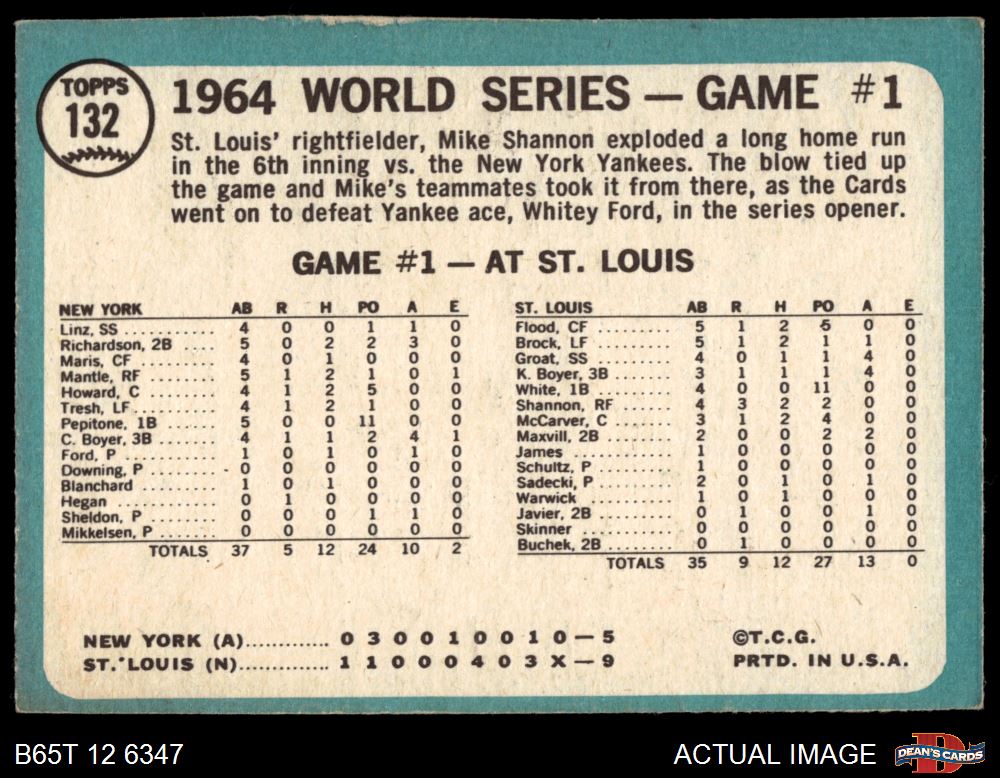 TOPPS
132
1964 WORLD SERIES — GAME #1
St. Louis' rightfielder, Mike Shannon exploded a long home run
in the 6th inning vs. the New York Yankees. The blow tied up
the game and Mike's teammates took it from there, as the Cards
went on to defeat Yankee ace, Whitey Ford, in the series opener.
GAME #1 — AT ST. LOUIS
NEW YORK AB R H PO A E
Linz, SS ........... 4 0 0 1 1 0
Richardson, 2B .... 5 0 2 2 3 0
Maris, CF ........ 4 0 1 0 0 0
Mantle, RF ........ 5 1 2 1 0 1
Howard, C ........ 4 1 2 5 0 0
Tresh, LF ......... 4 1 2 1 0 0
Pepitone, 1B ...... 5 0 0 11 0 0
C. Boyer, 3B ...... 4 1 1 2 4 1
Ford, P ........... 1 0 1 0 1 0
Downing, P ....... 0 0 0 0 0 0
Blanchard ........ 1 0 1 0 0 0
Hegan ........... 0 1 0 0 0 0
Sheldon, P ........ 0 0 0 1 1 0
Mikkelsen, P ...... 0 0 0 0 0 0
TOTALS 37 5 12 24 10 2
ST. LOUIS AB R H PO A E
Flood, CF ......... 5 1 2 5 0 0
Brock, LF ......... 5 1 2 1 1 0
Groat, SS ......... 4 0 1 1 4 0
K. Boyer, 3B ....... 3 1 1 1 4 0
White, 1B ......... 4 0 0 11 0 0
Shannon, RF ...... 4 3 2 2 0 0
McCarver, C ....... 3 1 2 4 0 0
Maxvill, 2B ........ 2 0 0 2 2 0
James ............ 1 0 0 0 0 0
Schultz, P ......... 1 0 0 0 0 0
Sadecki, P ........ 2 0 1 0 1 0
Warwick .......... 1 0 1 0 0 0
Javier, 2B ......... 0 1 0 0 1 0
Skinner .......... 0 0 0 0 0 0
Buchek, 2B ........ 0 1 0 0 0 0
TOTALS 35 9 12 27 13 0
NEW YORK (A)............. 0 3 0 0 1 0 0 1 0 — 5
ST. LOUIS (N).............. 1 1 0 0 0 4 0 3 X — 9
©T.C.G.
PRTD. IN U.S.A.
B65T 12 6347
ACTUAL IMAGE
DEAN'S CARDS